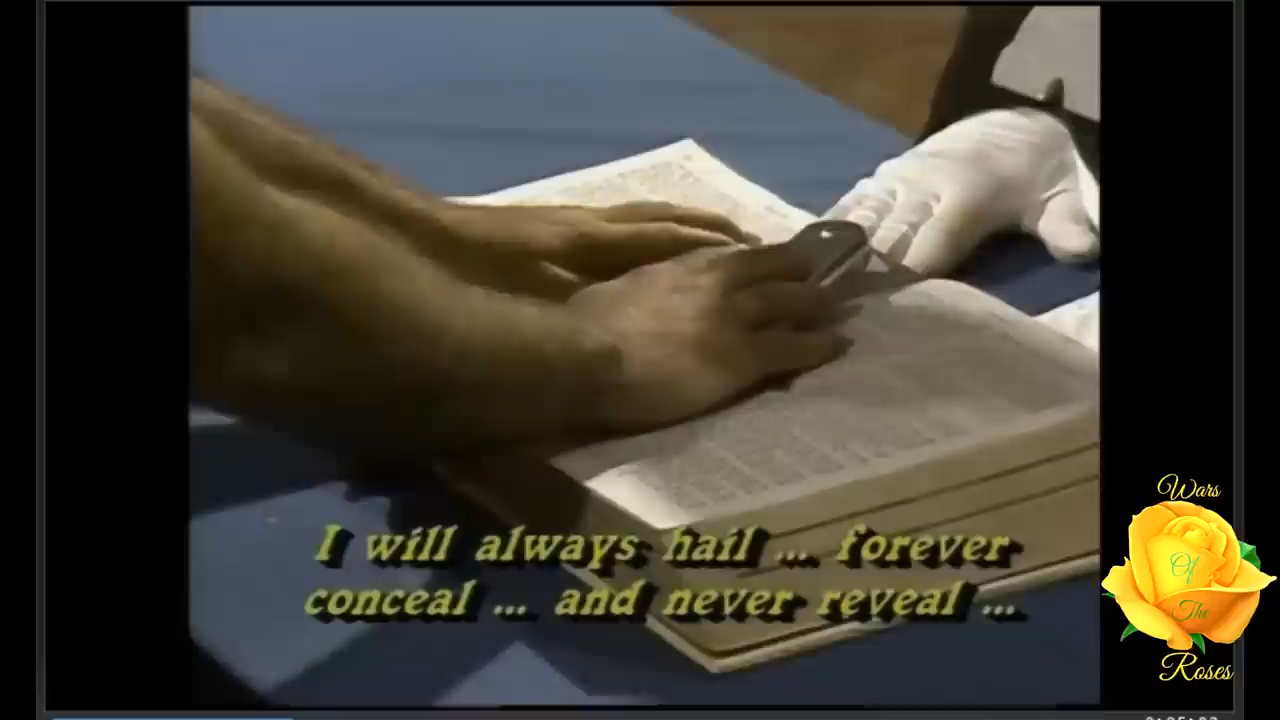 I will always hail ... forever
conceal ... and never reveal ...
Wars
Of
The
Roses